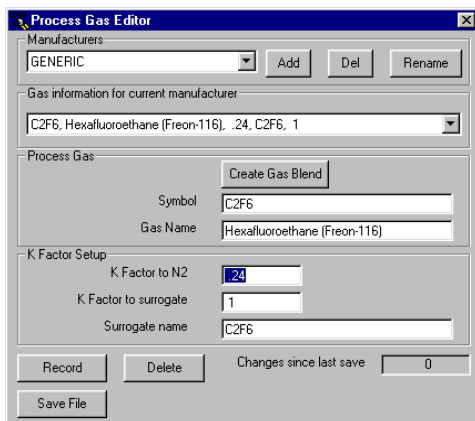 Process Gas Editor
Manufacturers
GENERIC
Add
Del
Rename
Gas information for current manufacturer
C2F6, Hexafluoroethane (Freon-116), .24, C2F6, 1
Process Gas
Create Gas Blend
Symbol
C2F6
Gas Name
Hexafluoroethane (Freon-116)
K Factor Setup
K Factor to N2
.24
K Factor to surrogate
1
Surrogate name
C2F6
Record
Delete
Changes since last save
0
Save File